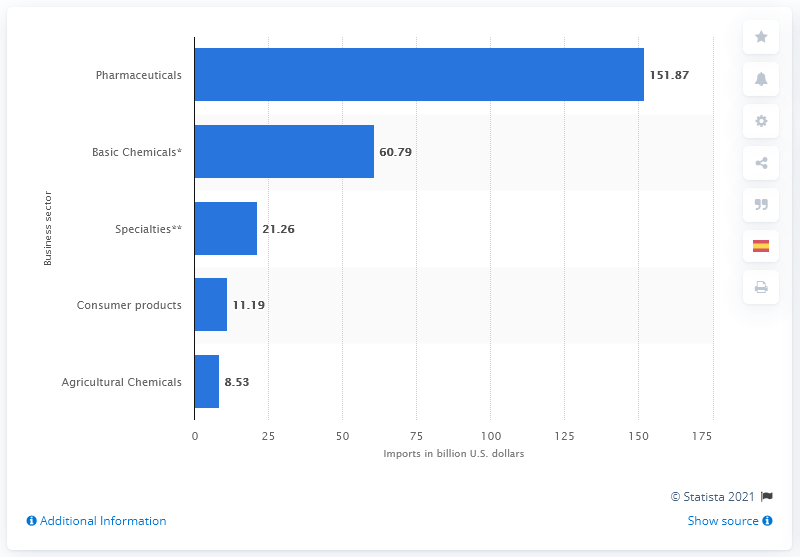 Business sector
Pharmaceuticals 151.87
Basic Chemicals* 60.79
Specialties** 21.26
Consumer products 11.19
Agricultural Chemicals 8.53
0 25 50 75 100 125 150 175
Imports in billion U.S. dollars
© Statista 2021
Additional Information Show source